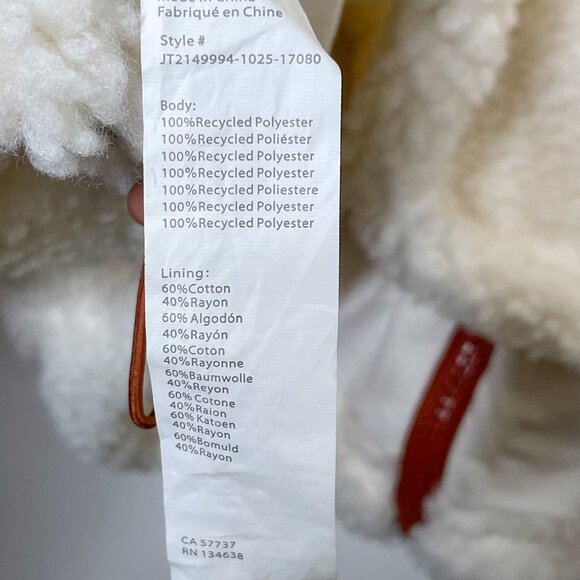 Made in China
Fabriqué en Chine
Style #
JT2149994-1025-17080
Body:
100%Recycled Polyester
100%Recycled Poliéster
100%Recycled Polyester
100%Recycled Polyester
100%Recycled Poliestere
100%Recycled Polyester
100%Recycled Polyester
Lining:
60%Cotton
40%Rayon
60% Algodón
40%Rayón
60%Coton
40%Rayonne
60%Baumwolle
40%Reyon
60% Cotone
40%Raion
60% Katoen
40%Rayon
60%Bomuld
40%Rayon
CA 57737
RN 134638